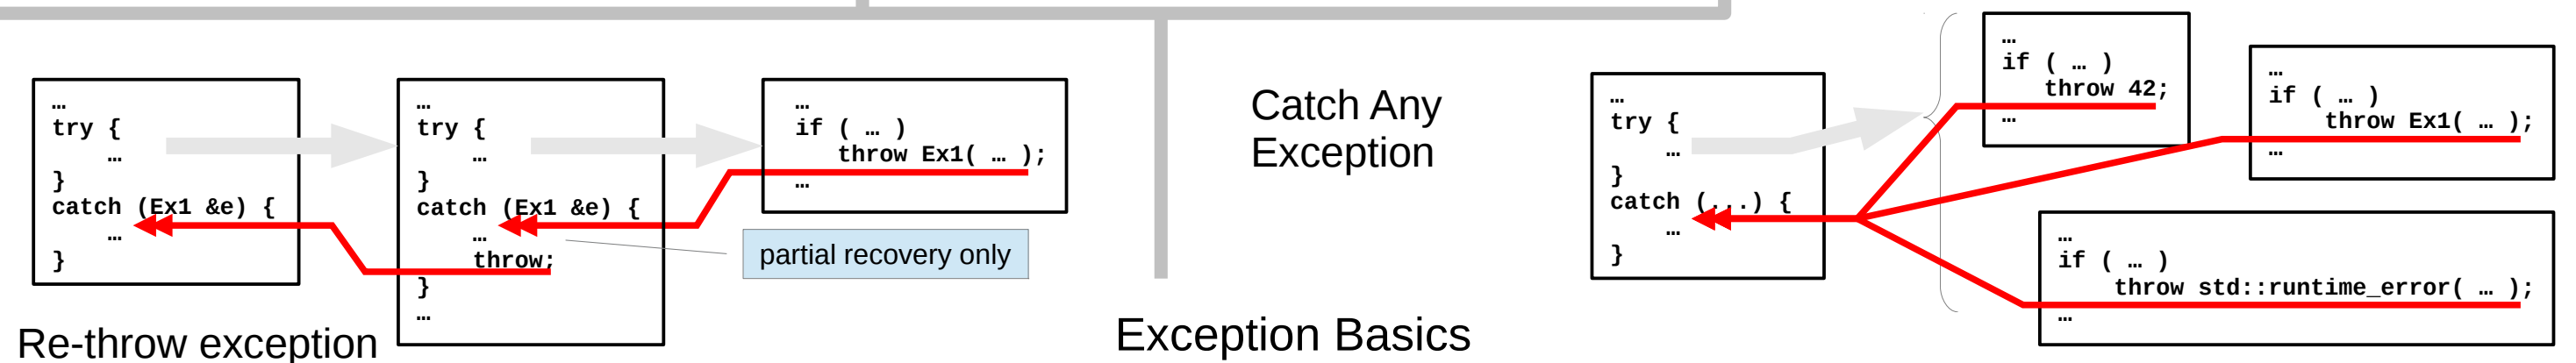 …
try {
…
}
catch (Ex1 &e) {
…
}
Re-throw exception
…
try {
…
}
catch (Ex1 &e) {
…
throw;
}
…
…
if ( … )
throw Ex1( … );
…
partial recovery only
Exception Basics
Catch Any
Exception
…
try {
…
}
catch (...) {
…
}
…
if ( … )
throw 42;
…
…
if ( … )
throw Ex1( … );
…
…
if ( … )
throw std::runtime_error( … );
…